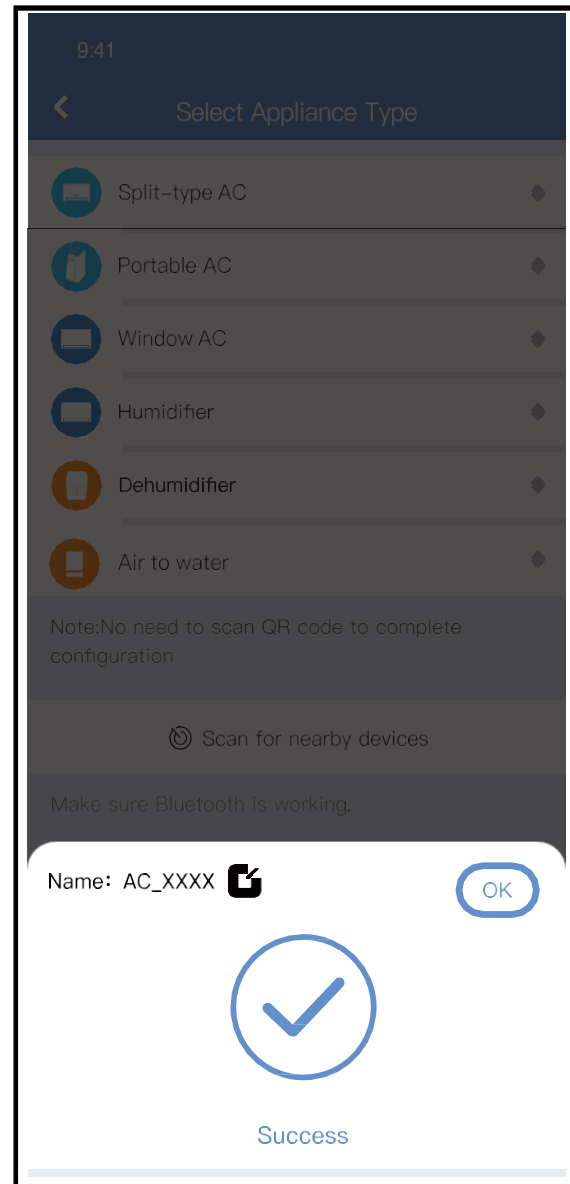 9:41
Select Appliance Type
Split-type AC
Portable AC
Window AC
Humidifier
Dehumidifier
Air to water
Note:No need to scan QR code to complete
configuration
Scan for nearby devices
Make sure Bluetooth is working.
Name: AC_XXXX
OK
Success